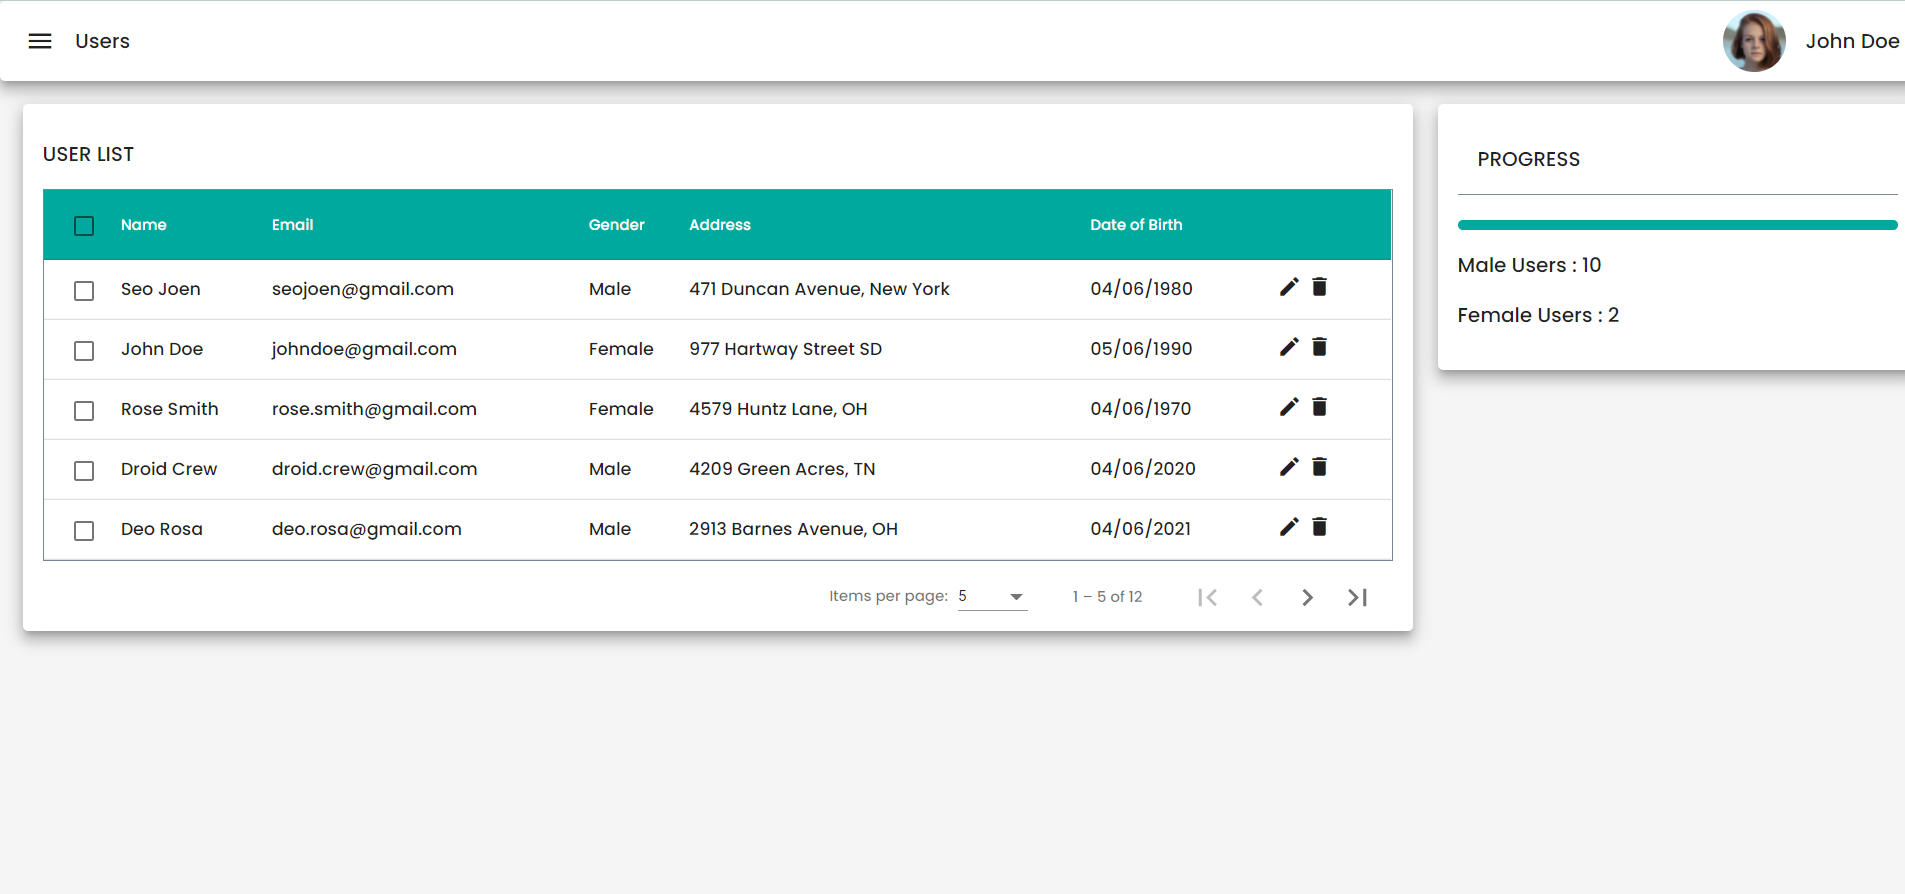 Users
John Doe
USER LIST
Name Email Gender Address Date of Birth
Seo Joen seojoen@gmail.com Male 471 Duncan Avenue, New York 04/06/1980
John Doe johndoe@gmail.com Female 977 Hartway Street SD 05/06/1990
Rose Smith rose.smith@gmail.com Female 4579 Huntz Lane, OH 04/06/1970
Droid Crew droid.crew@gmail.com Male 4209 Green Acres, TN 04/06/2020
Deo Rosa deo.rosa@gmail.com Male 2913 Barnes Avenue, OH 04/06/2021
Items per page: 5 1 – 5 of 12
PROGRESS
Male Users : 10
Female Users : 2